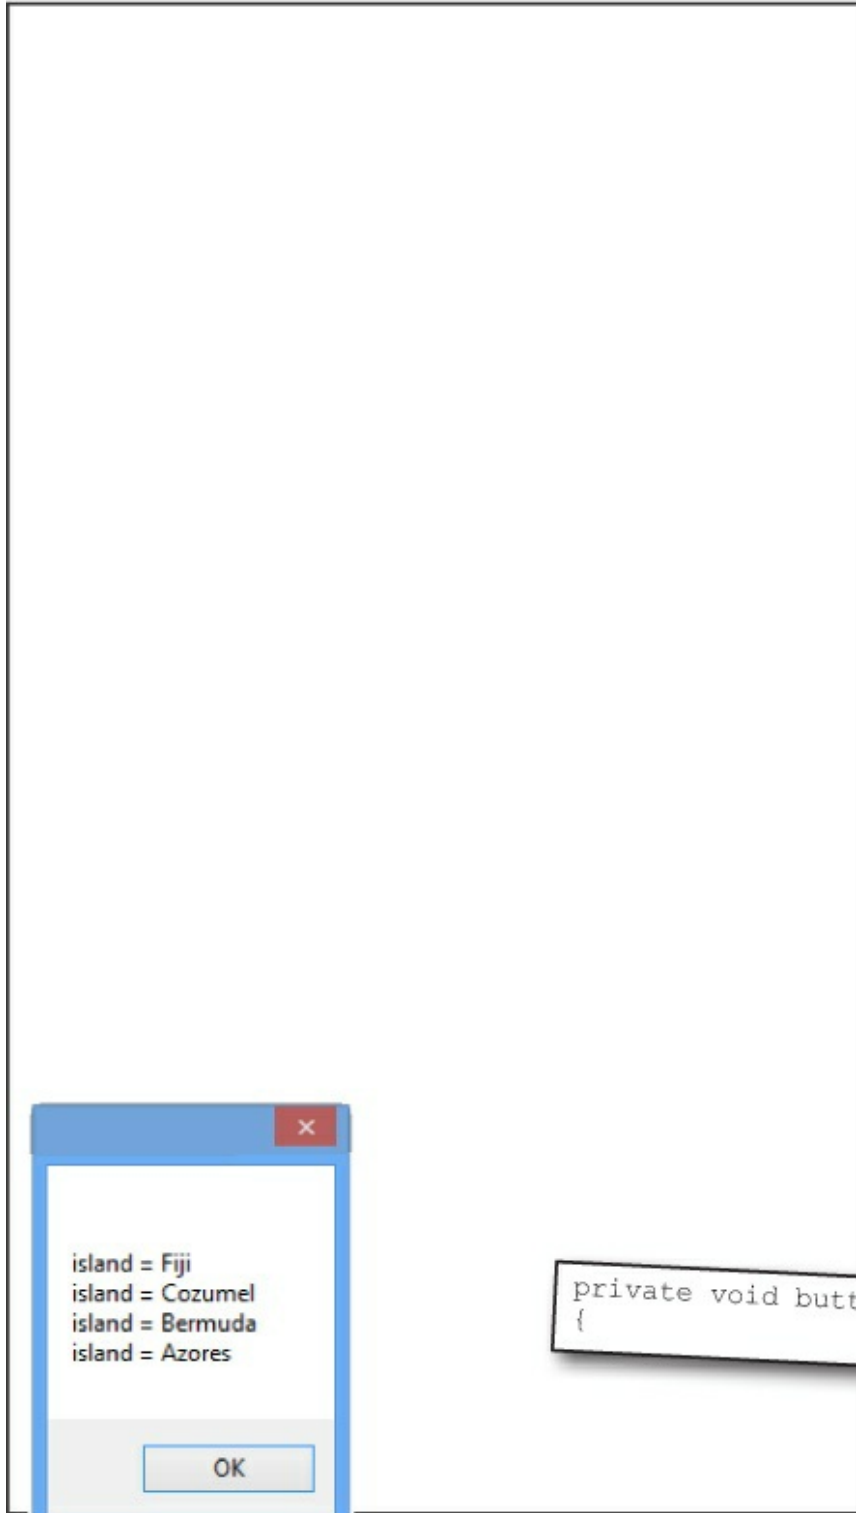 island = Fiji
island = Cozumel
island = Bermuda
island = Azores
OK
private void butt
{